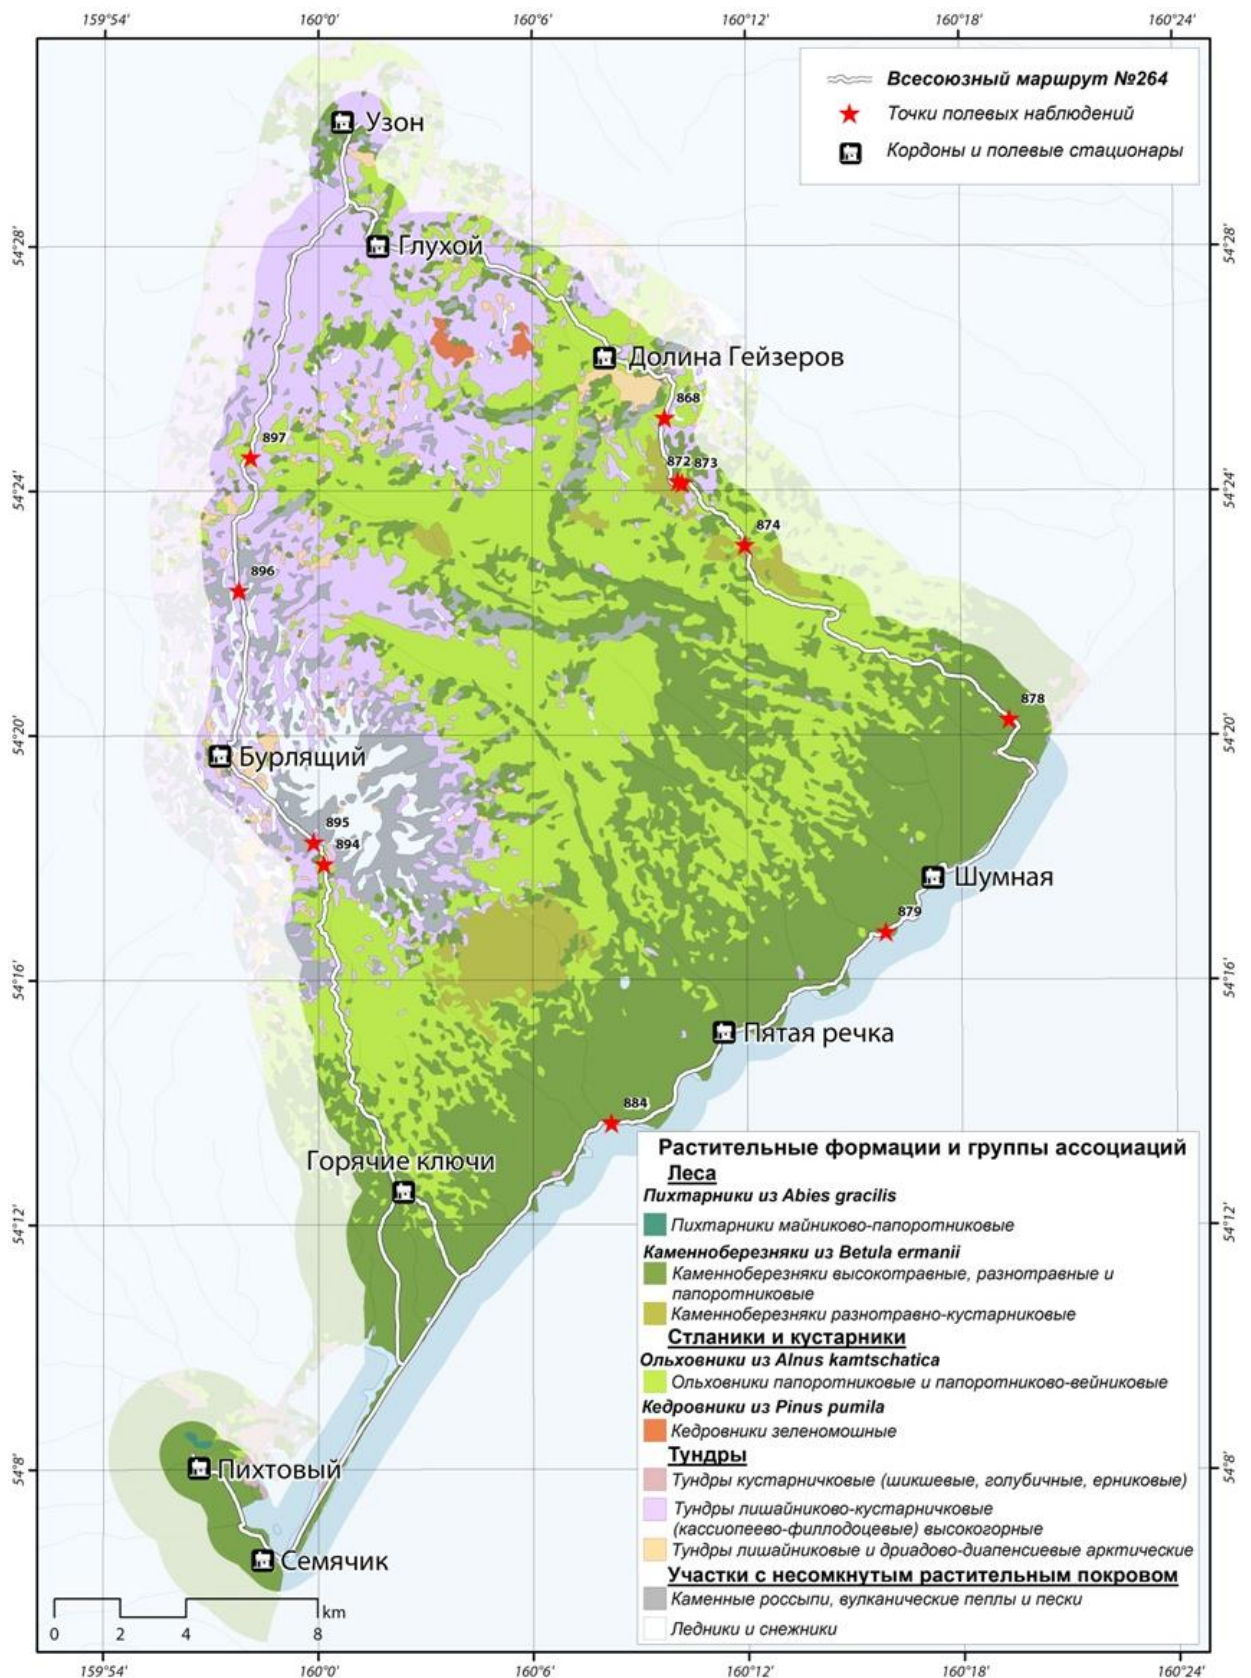 159°54'
160°0'
160°6'
160°12'
160°18'
160°24'
Всесоюзный маршрут №264
Точки полевых наблюдений
Кордоны и полевые стационары
Узон
54°28'
Глухой
54°28'
Долина Гейзеров
868
897
872
873
54°24'
54°24'
874
896
878
54°20'
54°20'
Бурлящий
895
894
Шумная
879
54°16'
54°16'
Пятая речка
884
Горячие ключи
54°12'
54°12'
Растительные формации и группы ассоциаций
Леса
Пихтарники из Abies gracilis
Пихтарники майниково-папоротниковые
Каменноберезняки из Betula ermanii
Каменноберезняки высокотравные, разнотравные и
папоротниковые
Каменноберезняки разнотравно-кустарниковые
Стланики и кустарники
Ольховники из Alnus kamtschatica
Ольховники папоротниковые и папоротниково-вейниковые
Кедровники из Pinus pumila
Кедровники зеленомошные
Тундры
Тундры кустарничковые (шикшевые, голубичные, ерниковые)
Тундры лишайниково-кустарничковые
(кассиопеево-филлодоцевые) высокогорные
Тундры лишайниковые и дриадово-диапенсиевые арктические
Участки с несомкнутым растительным покровом
Каменные россыпи, вулканические пеплы и пески
Ледники и снежники
54°8'
54°8'
Пихтовый
Семячик
km
0 2 4 8
159°54'
160°0'
160°6'
160°12'
160°18'
160°24'